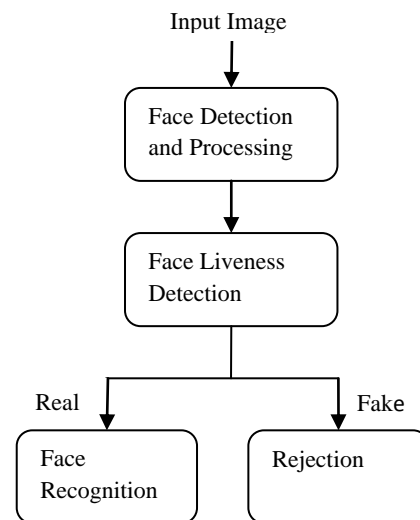 Input Image
Face Detection
and Processing
Face Liveness
Detection
Real
Fake
Face
Recognition
Rejection